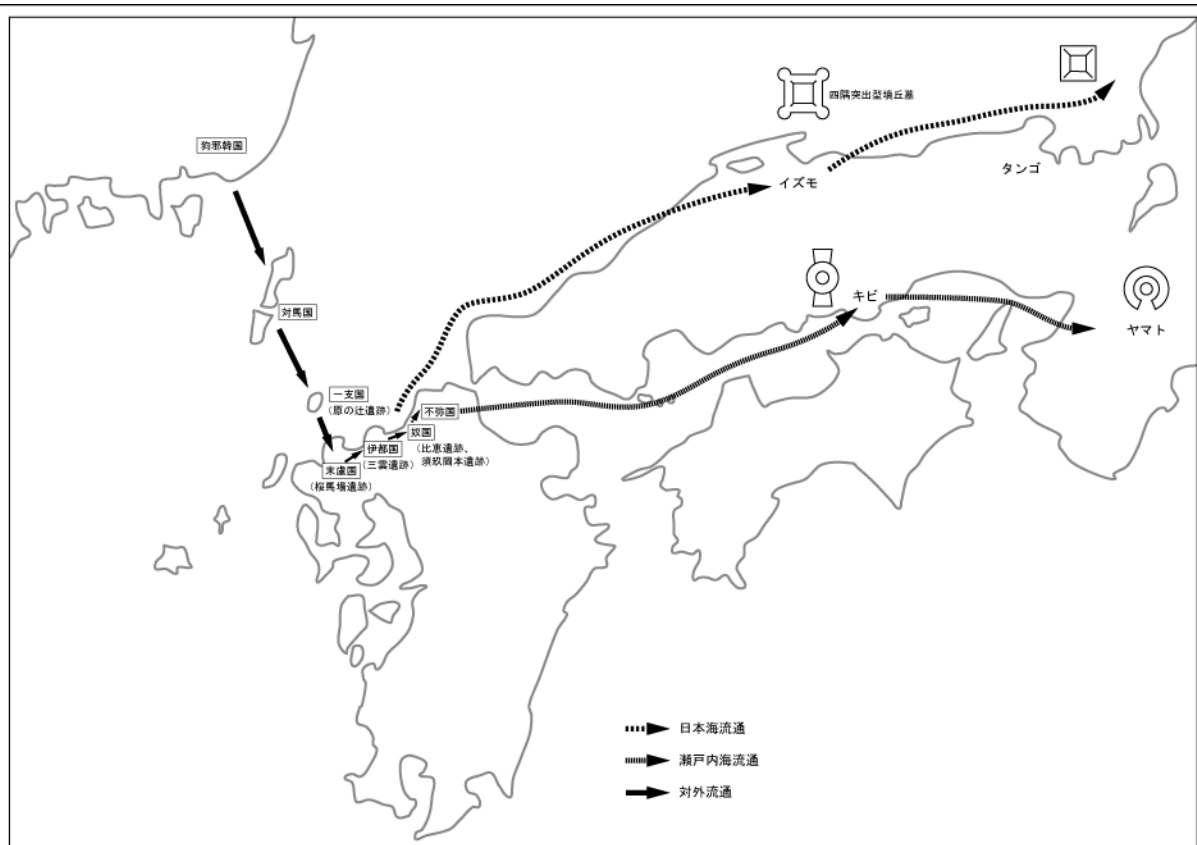 四隅突出型墳丘墓
狗邪韓国
タンゴ
イズモ
対馬国
キビ
ヤマト
一支国
(原の辻遺跡)
不弥国
奴国
(比恵遺跡、
須玖岡本遺跡)
伊都国
(三雲遺跡)
末盧国
(桜馬場遺跡)
日本海流通
瀬戸内海流通
対外流通